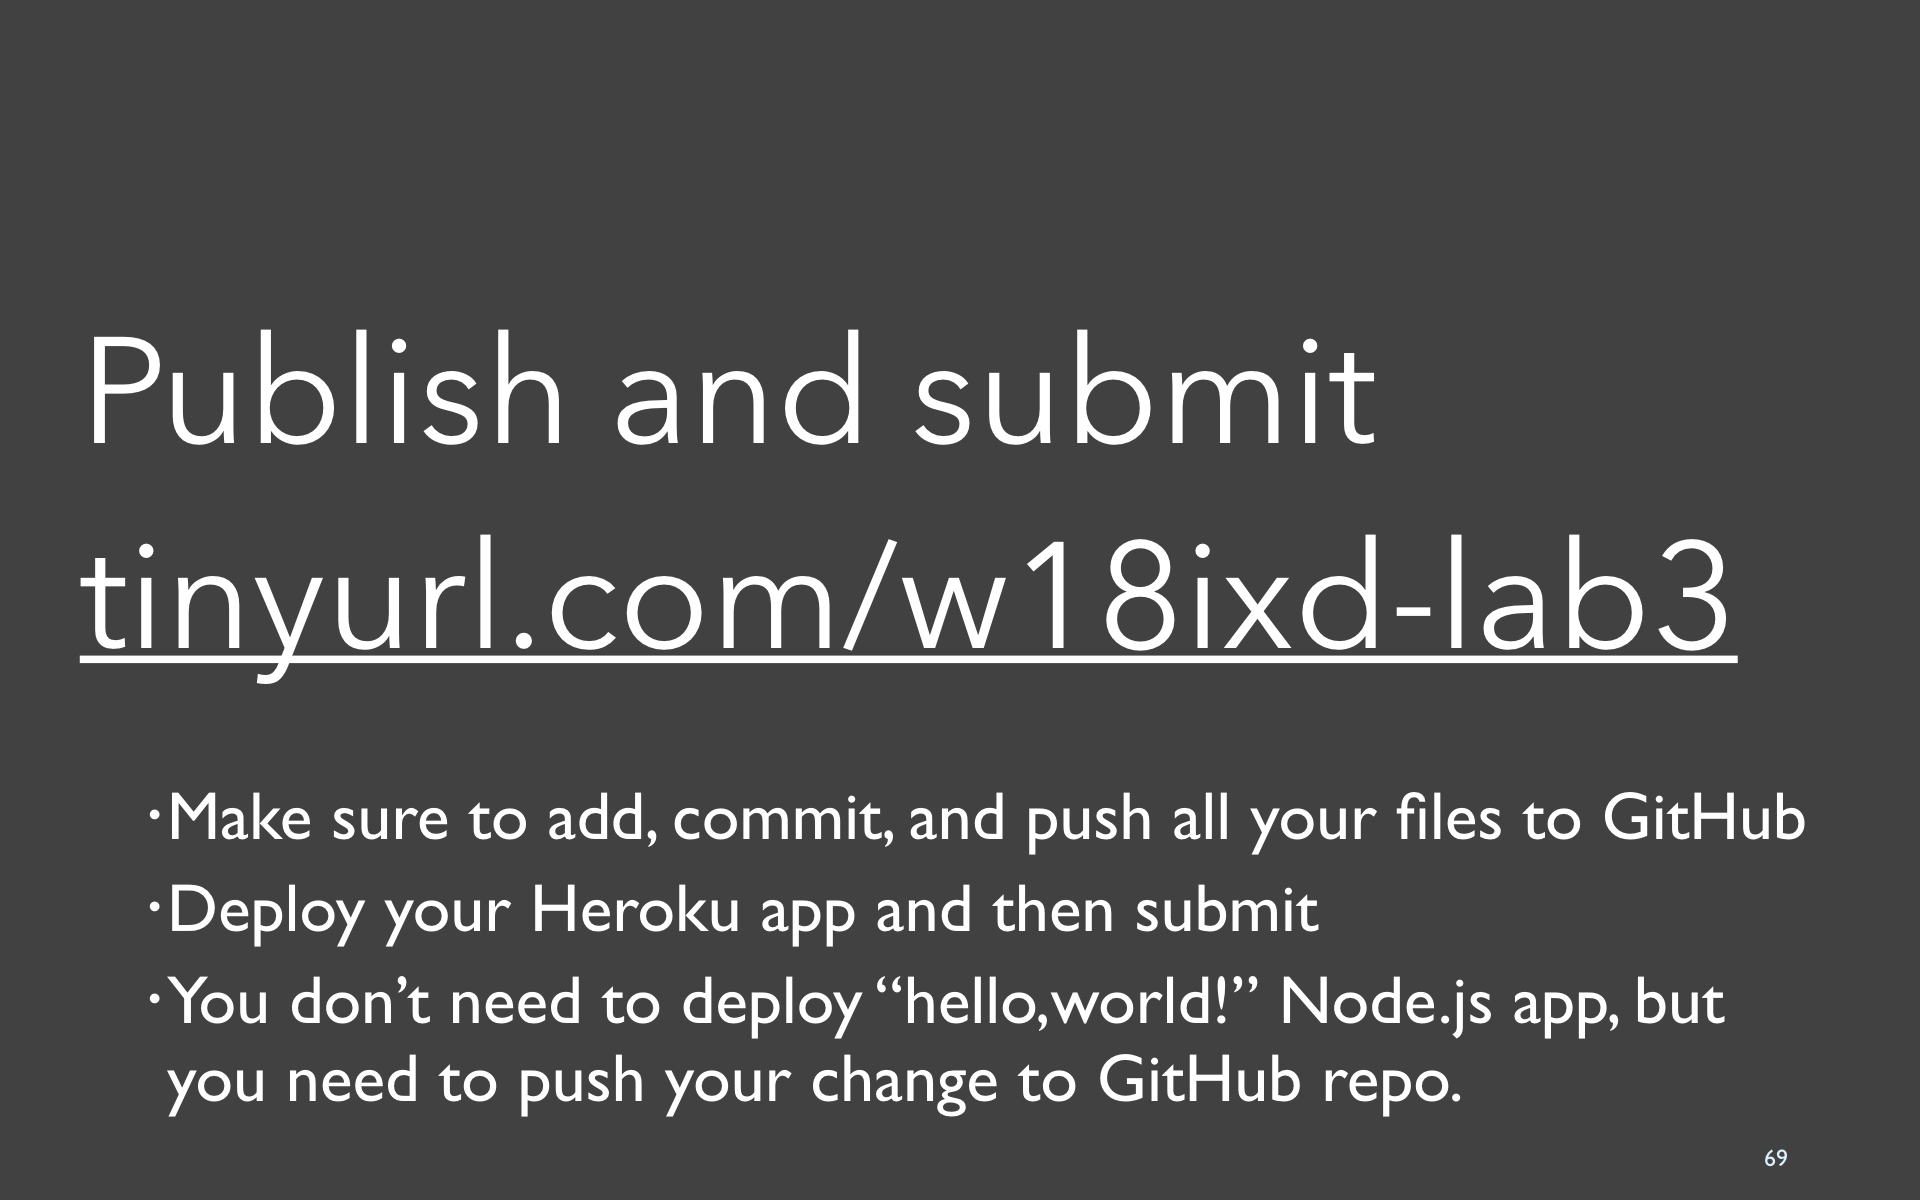 Publish and submit
tinyurl.com/w18ixd-lab3
·Make sure to add, commit, and push all your files to GitHub
·Deploy your Heroku app and then submit
·You don’t need to deploy “hello,world!” Node.js app, but
you need to push your change to GitHub repo.
69